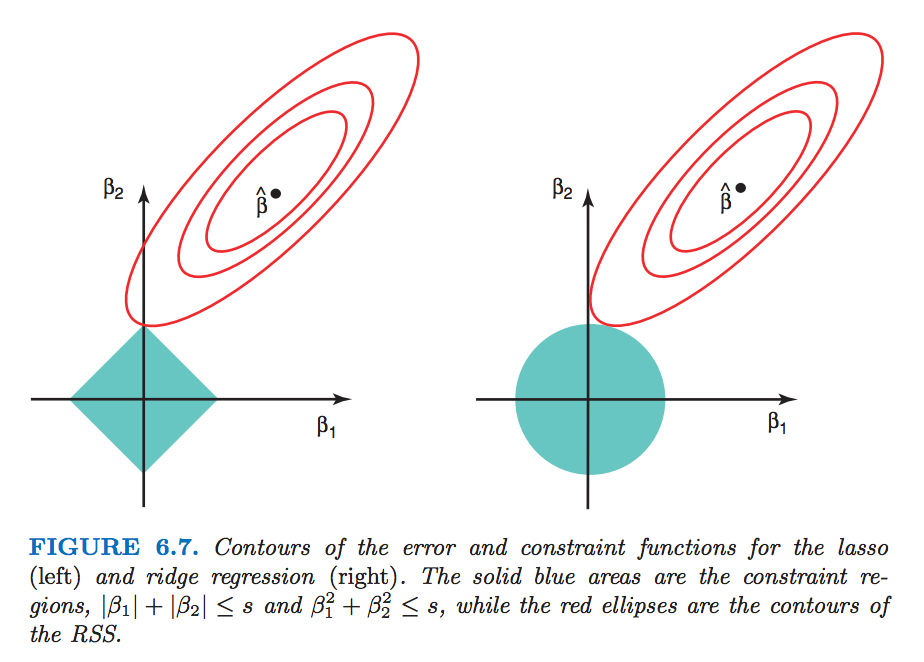 β₂
β̂
β₁
β₂
β̂
β₁
FIGURE 6.7. Contours of the error and constraint functions for the lasso
(left) and ridge regression (right). The solid blue areas are the constraint re-
gions, |β₁| + |β₂| ≤ s and β₁² + β₂² ≤ s, while the red ellipses are the contours of
the RSS.